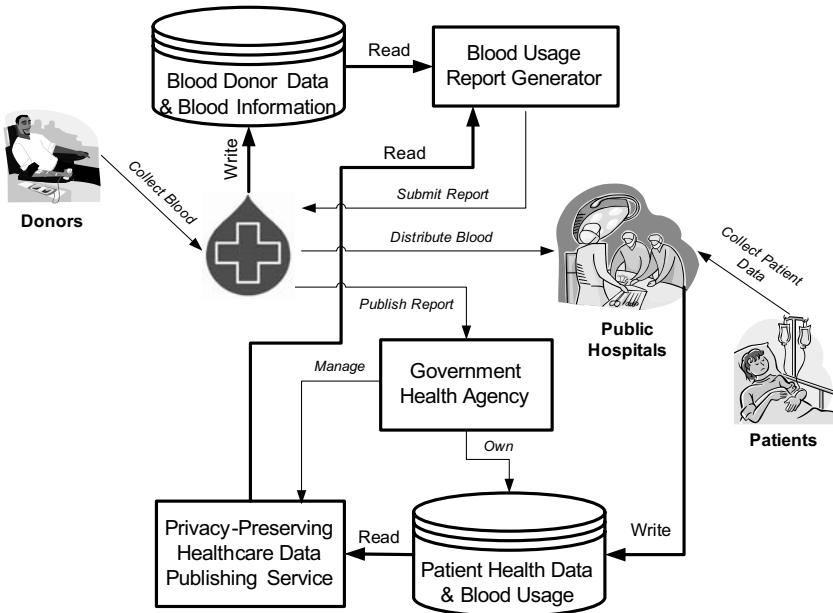 Read
Blood Donor Data
& Blood Information
Blood Usage
Report Generator
Write
Read
Collect Blood
Donors
Submit Report
Distribute Blood
Publish Report
Collect Patient
Data
Public
Hospitals
Patients
Manage
Government
Health Agency
Own
Privacy-Preserving
Healthcare Data
Publishing Service
Read
Patient Health Data
& Blood Usage
Write